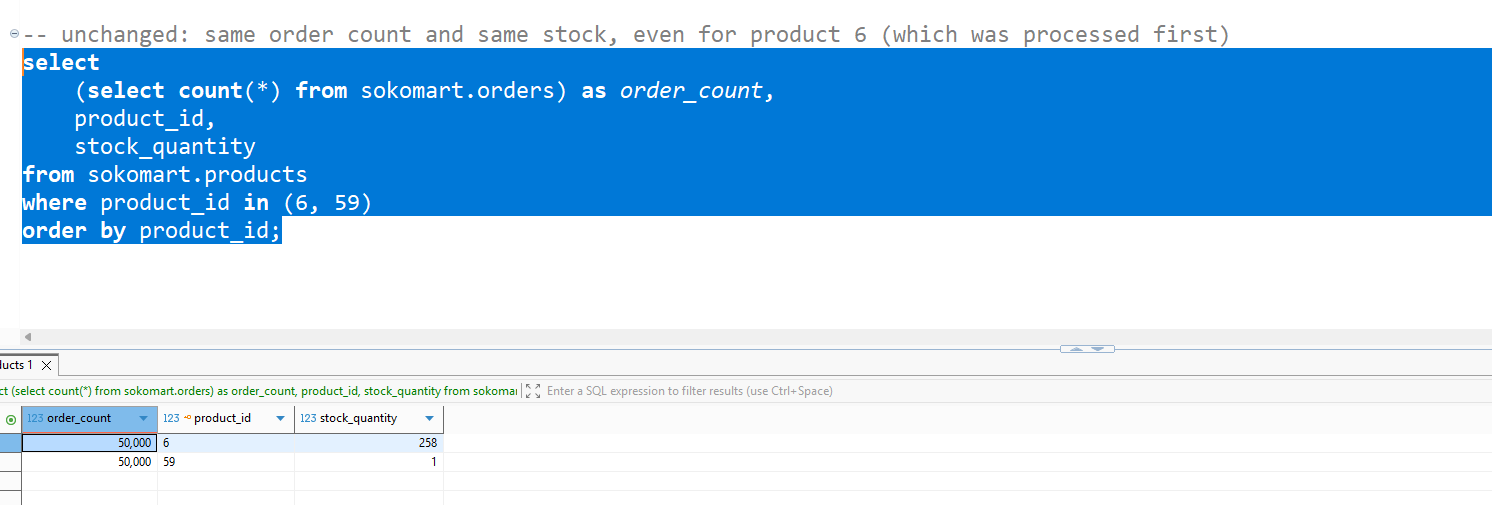 -- unchanged: same order count and same stock, even for product 6 (which was processed first)
select
(select count(*) from sokomart.orders) as order_count,
product_id,
stock_quantity
from sokomart.products
where product_id in (6, 59)
order by product_id;
ucts 1
ct (select count(*) from sokomart.orders) as order_count, product_id, stock_quantity from sokomar Enter a SQL expression to filter results (use Ctrl+Space)
123 order_count 123 product_id 123 stock_quantity
50,000 6 258
50,000 59 1